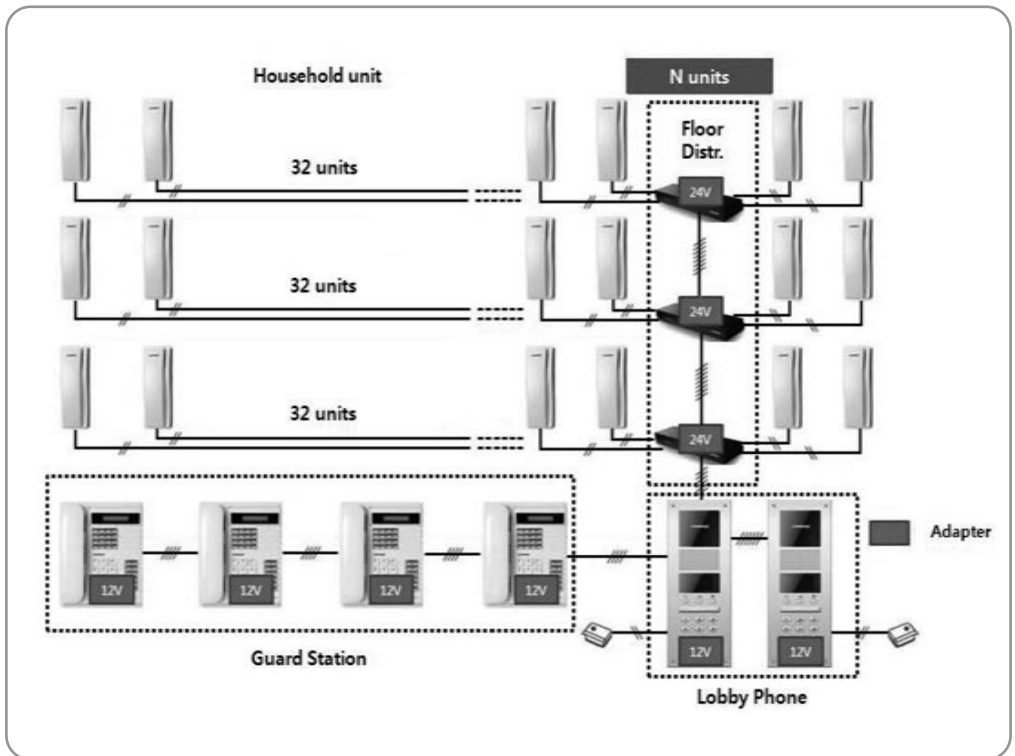 Household unit
N units
Floor
Distr.
32 units
24V
32 units
24V
32 units
24V
12V
12V
12V
12V
Adapter
12V
12V
Guard Station
Lobby Phone